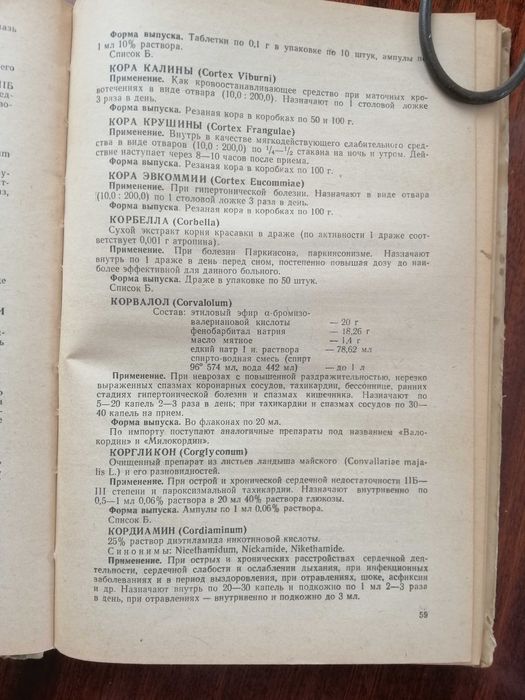 Форма выпуска. Таблетки по 0,1 г в упаковке по 10 штук, ампулы по
1 мл 10% раствора.
Список Б.
КОРА КАЛИНЫ (Cortex Viburni)
Применение. Как кровоостанавливающее средство при маточных кро-
вотечениях в виде отвара (10,0 : 200,0). Назначают по 1 столовой ложке
3 раза в день.
Форма выпуска. Резаная кора в коробках по 50 и 100 г.
КОРА КРУШИНЫ (Cortex Frangulae)
Применение. Внутрь в качестве мягкодействующего слабительного сред-
ства в виде отваров (10,0 : 200,0) по ¼—½ стакана на ночь и утром. Дей-
ствие наступает через 8—10 часов после приема.
Форма выпуска. Резаная кора в коробках по 100 г.
КОРА ЭВКОММИИ (Cortex Eucommiae)
Применение. При гипертонической болезни. Назначают в виде отвара
(10,0 : 200,0) по 1 столовой ложке 3 раза в день.
Форма выпуска. Резаная кора в коробках по 100 г.
КОРБЕЛЛА (Corbella)
Сухой экстракт корня красавки в драже (по активности 1 драже соот-
ветствует 0,001 г атропина).
Применение. При болезни Паркинсона, паркинсонизме. Назначают
внутрь по 1 драже в день перед сном, постепенно повышая дозу до наи-
более эффективной для данного больного.
Форма выпуска. Драже в упаковке по 50 штук.
Список Б.
КОРВАЛОЛ (Corvalolum)
Состав: этиловый эфир α-бромизо-
валериановой кислоты — 20 г
фенобарбитал натрия — 18,26 г
масло мятное — 1,4 г
едкий натр I н. раствора — 78,62 мл
спирто-водная смесь (спирт
96° 574 мл, вода 442 мл) — до 1 л
Применение. При неврозах с повышенной раздражительностью, нерезко
выраженных спазмах коронарных сосудов, тахикардии, бессоннице, ранних
стадиях гипертонической болезни и спазмах кишечника. Назначают по
5—20 капель 2—3 раза в день; при тахикардии и спазмах сосудов по 30—
40 капель на прием.
Форма выпуска. Во флаконах по 20 мл.
По импорту поступают аналогичные препараты под названием «Вало-
кордин» и «Милокордин».
КОРГЛИКОН (Corglyconum)
Очищенный препарат из листьев ландыша майского (Convallariae maja-
lis L.) и его разновидностей.
Применение. При острой и хронической сердечной недостаточности IIБ—
III степени и пароксизмальной тахикардии. Назначают внутривенно по
0,5—1 мл 0,06% раствора в 20 мл 40% раствора глюкозы.
Форма выпуска. Ампулы по 1 мл 0,06% раствора.
Список Б.
КОРДИАМИН (Cordiaminum)
25% раствор диэтиламида никотиновой кислоты.
Синонимы: Nicethamidum, Nickamide, Nikethamide.
Применение. При острых и хронических расстройствах сердечной дея-
тельности, сердечной слабости и ослаблении дыхания, при инфекционных
заболеваниях и в период выздоровления, при отравлениях, шоке, асфиксии
и др. Назначают внутрь по 20—30 капель и подкожно по 1 мл 2—3 раза
в день, при отравлениях — внутривенно и подкожно до 3 мл.
59